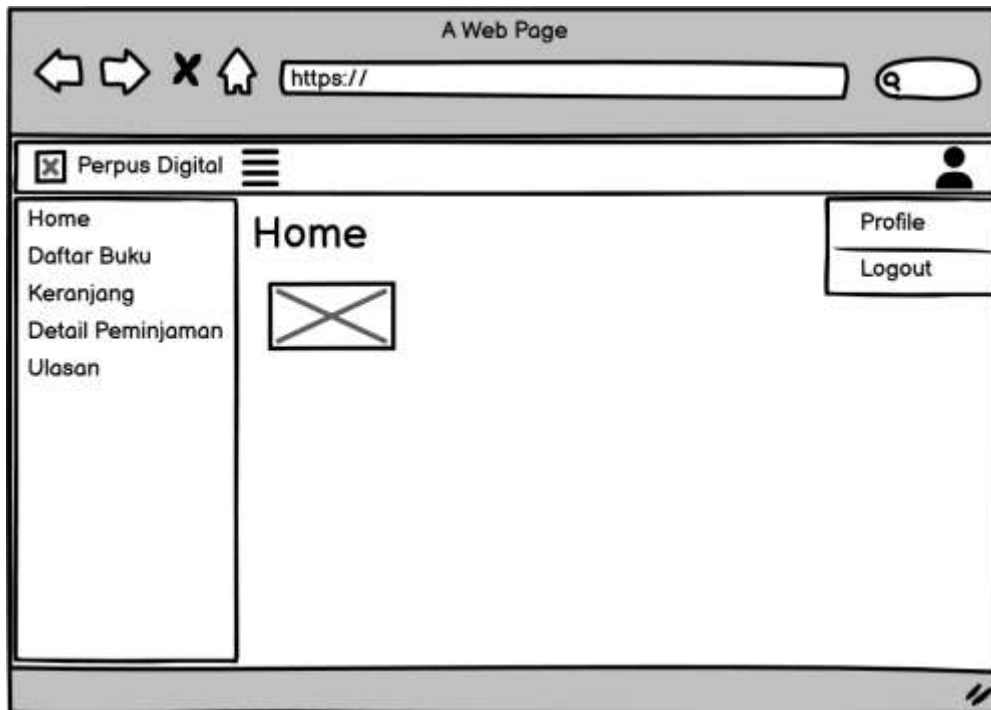 A Web Page
https://
Perpus Digital
Home
Daftar Buku
Keranjang
Detail Peminjaman
Ulasan
Home
Profile
Logout